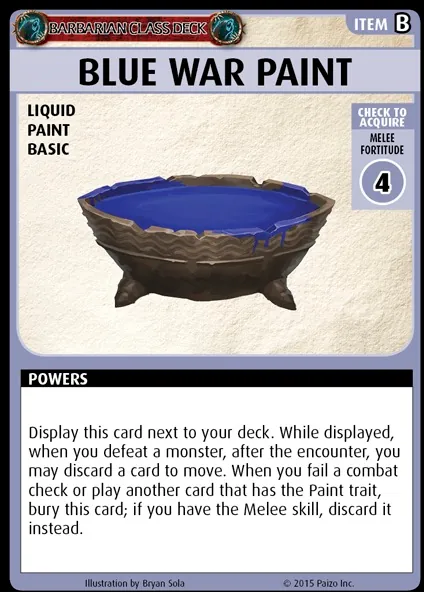 BARBARIAN CLASS DECK
ITEM B
BLUE WAR PAINT
LIQUID
PAINT
BASIC
CHECK TO
ACQUIRE
MELEE
FORTITUDE
4
POWERS
Display this card next to your deck. While displayed,
when you defeat a monster, after the encounter, you
may discard a card to move. When you fail a combat
check or play another card that has the Paint trait,
bury this card; if you have the Melee skill, discard it
instead.
Illustration by Bryan Sola
© 2015 Paizo Inc.